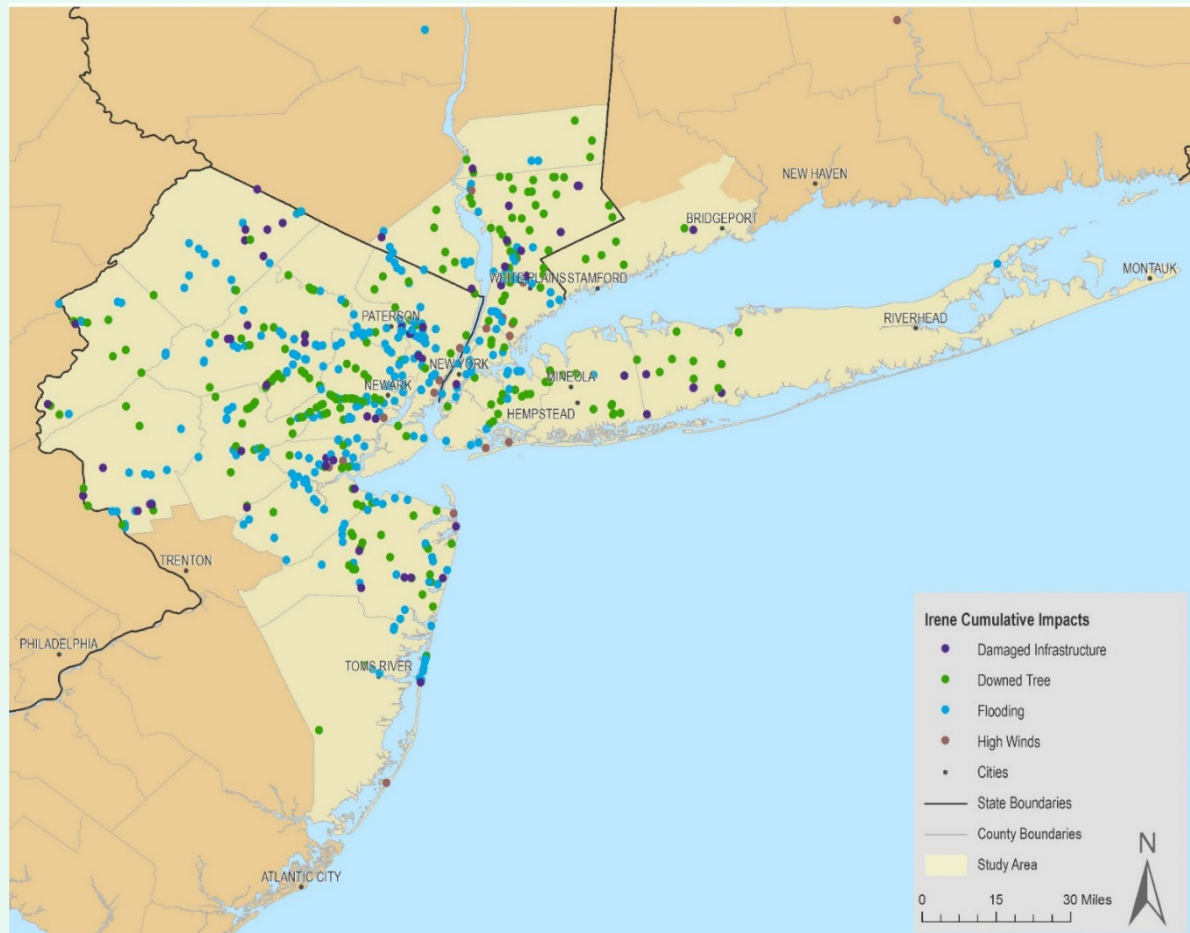 NEW HAVEN
BRIDGEPORT
MONTAUK
WHITE PLAINS STAMFORD
RIVERHEAD
PATERSON
NEW YORK
MINEOLA
NEWARK
HEMPSTEAD
TRENTON
PHILADELPHIA
TOMS RIVER
ATLANTIC CITY
Irene Cumulative Impacts
Damaged Infrastructure
Downed Tree
Flooding
High Winds
Cities
State Boundaries
County Boundaries
Study Area
N
0 15 30 Miles